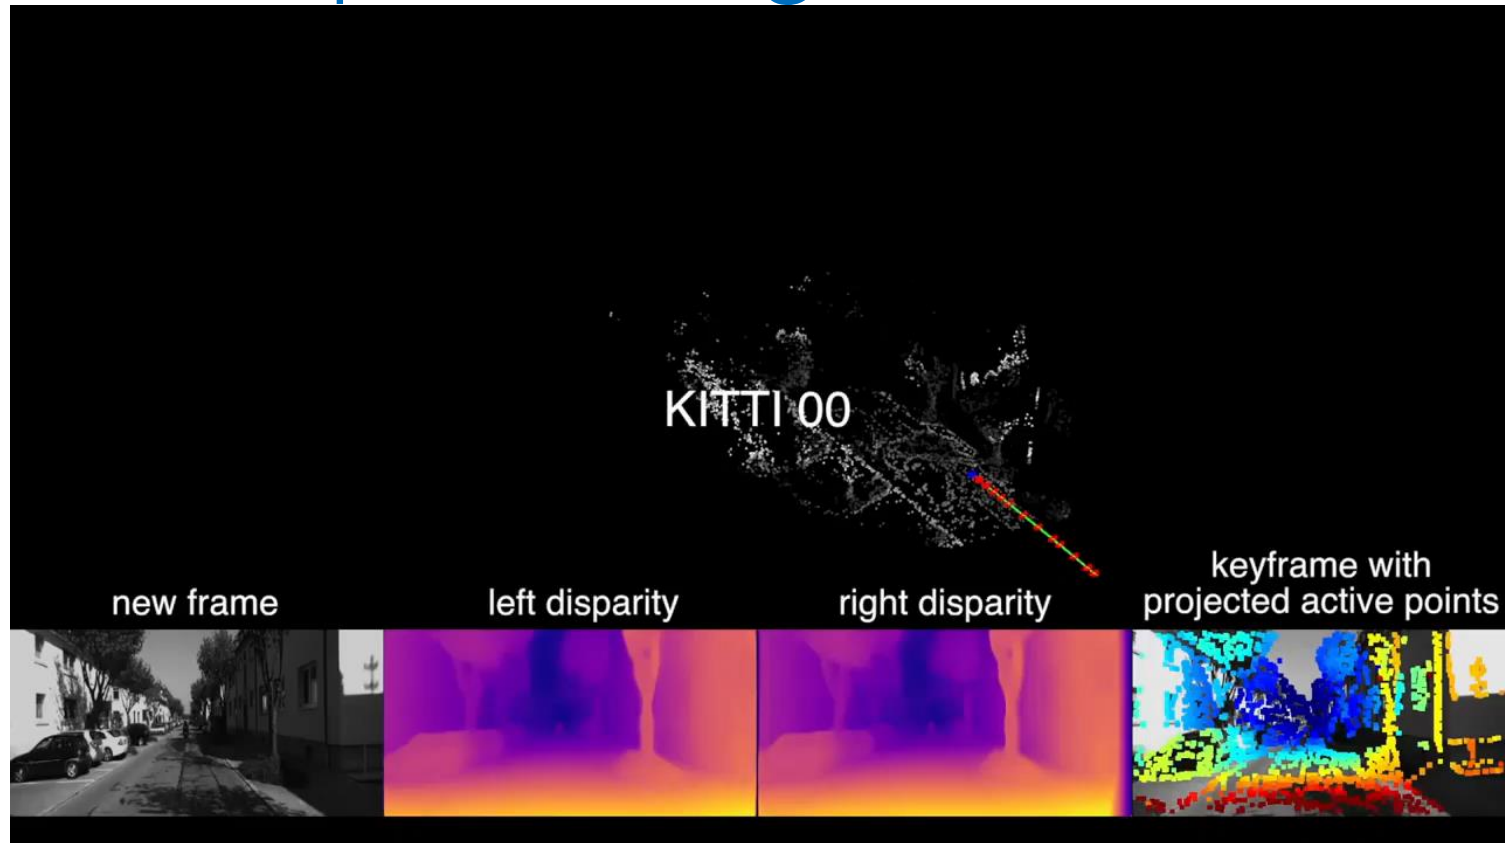 KITTI 00
new frame
left disparity
right disparity
keyframe with
projected active points